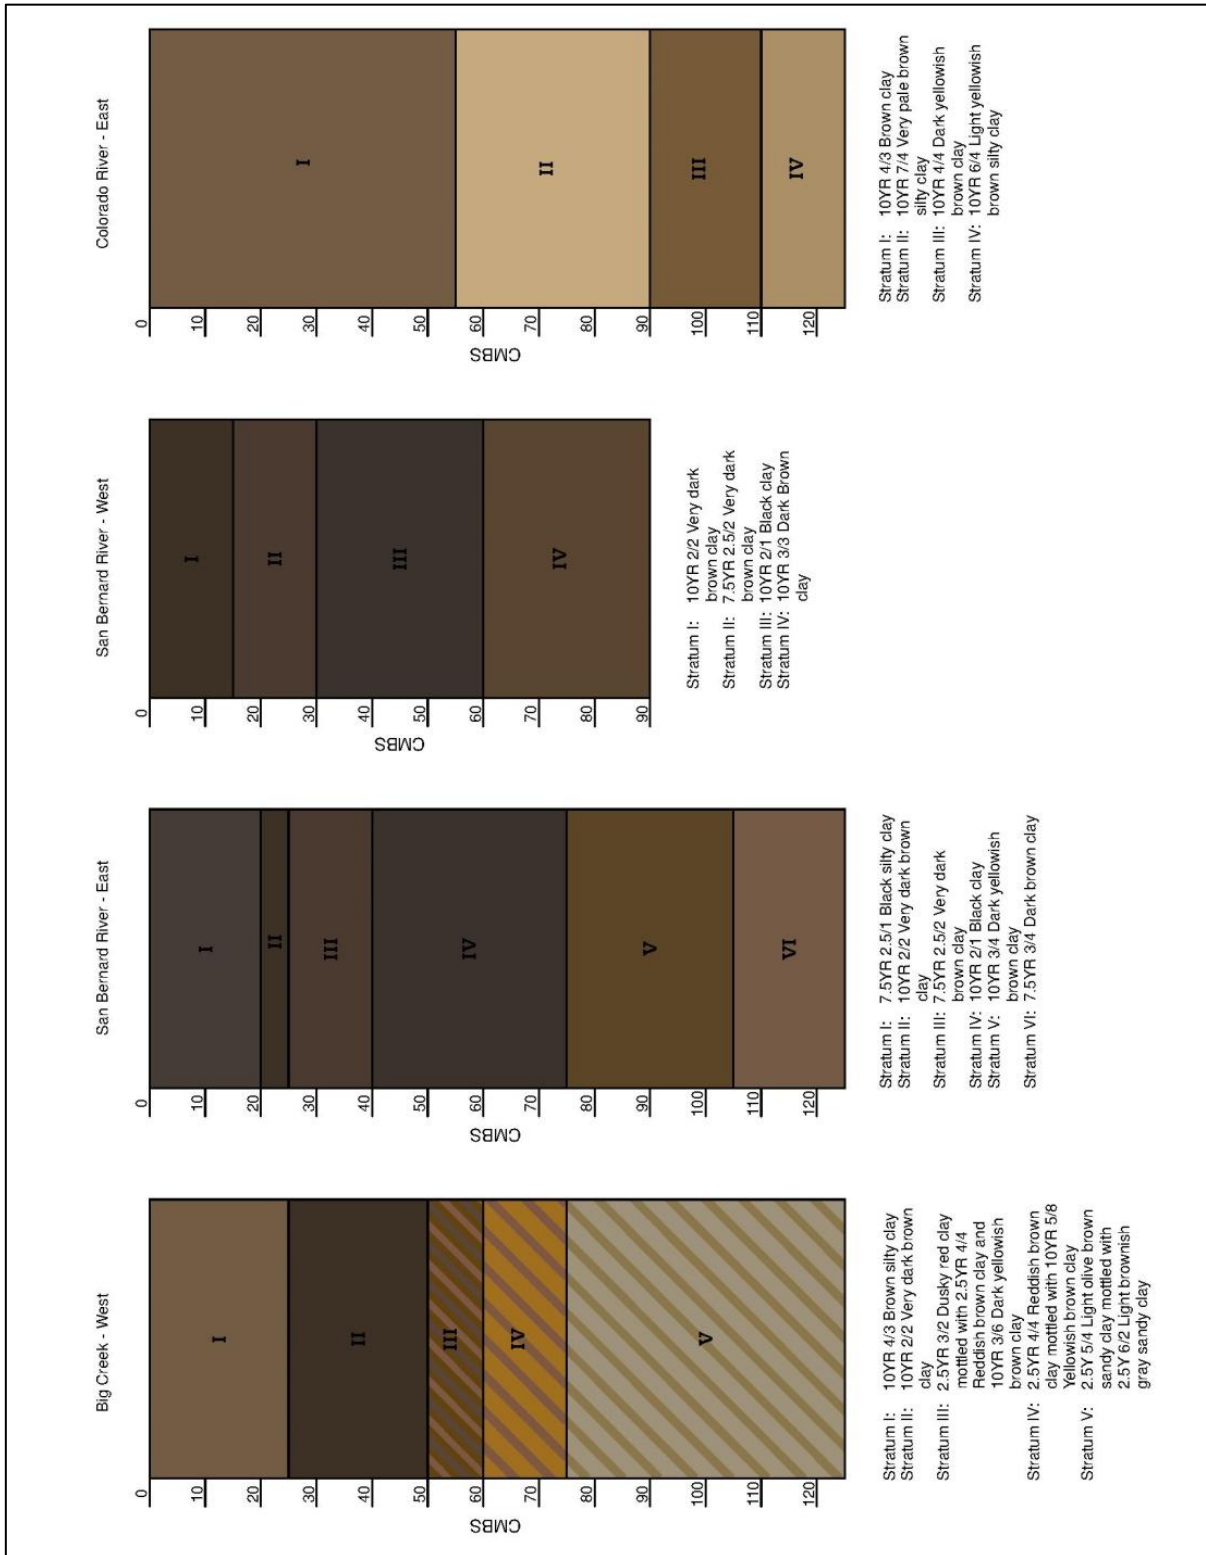 Big Creek - West
CMBS
0
10
20
30
40
50
60
70
80
90
100
110
120
I
II
III
IV
V
Stratum I: 10YR 4/3 Brown silty clay
Stratum II: 10YR 2/2 Very dark brown
clay
Stratum III: 2.5YR 3/2 Dusky red clay
mottled with 2.5YR 4/4
Reddish brown clay and
10YR 3/6 Dark yellowish
brown clay
Stratum IV: 2.5YR 4/4 Reddish brown
clay mottled with 10YR 5/8
Yellowish brown clay
Stratum V: 2.5Y 5/4 Light olive brown
sandy clay mottled with
2.5Y 6/2 Light brownish
gray sandy clay
San Bernard River - East
CMBS
0
10
20
30
40
50
60
70
80
90
100
110
120
I
II
III
IV
V
VI
Stratum I: 7.5YR 2.5/1 Black silty clay
Stratum II: 10YR 2/2 Very dark brown
clay
Stratum III: 7.5YR 2.5/2 Very dark
brown clay
Stratum IV: 10YR 2/1 Black clay
Stratum V: 10YR 3/4 Dark yellowish
brown clay
Stratum VI: 7.5YR 3/4 Dark brown clay
San Bernard River - West
CMBS
0
10
20
30
40
50
60
70
80
90
I
II
III
IV
Stratum I: 10YR 2/2 Very dark
brown clay
Stratum II: 7.5YR 2.5/2 Very dark
brown clay
Stratum III: 10YR 2/1 Black clay
Stratum IV: 10YR 3/3 Dark Brown
clay
Colorado River - East
CMBS
0
10
20
30
40
50
60
70
80
90
100
110
120
I
II
III
IV
Stratum I: 10YR 4/3 Brown clay
Stratum II: 10YR 7/4 Very pale brown
silty clay
Stratum III: 10YR 4/4 Dark yellowish
brown clay
Stratum IV: 10YR 6/4 Light yellowish
brown silty clay